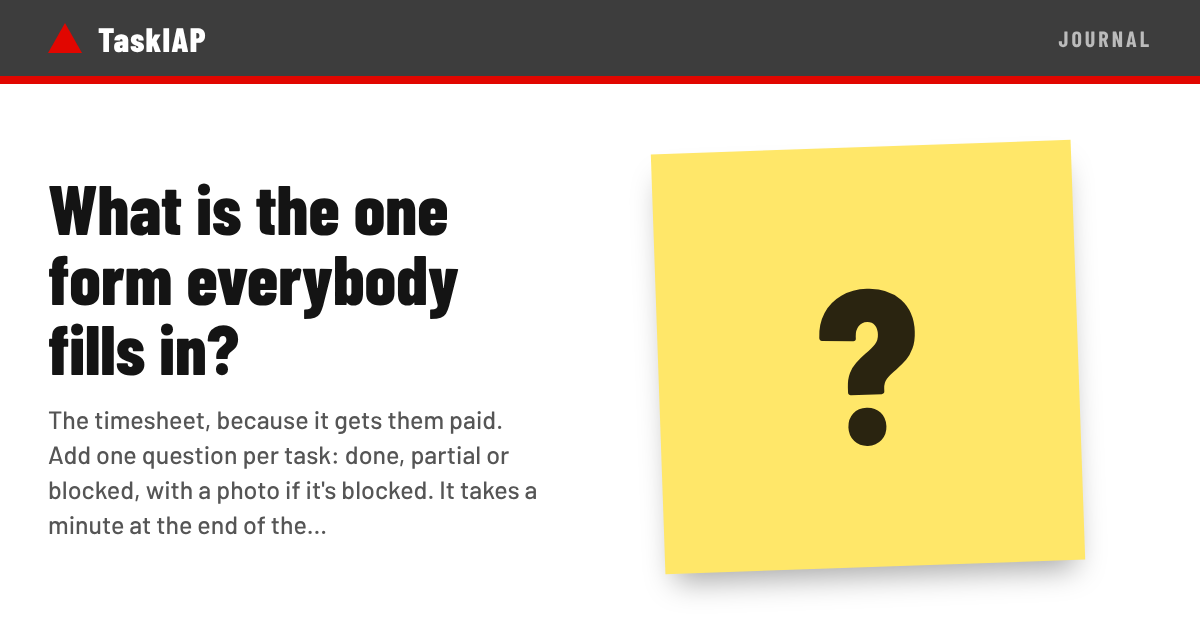 TaskIAP
JOURNAL
What is the one
form everybody
fills in?
The timesheet, because it gets them paid.
Add one question per task: done, partial or
blocked, with a photo if it's blocked. It takes a
minute at the end of the...
?